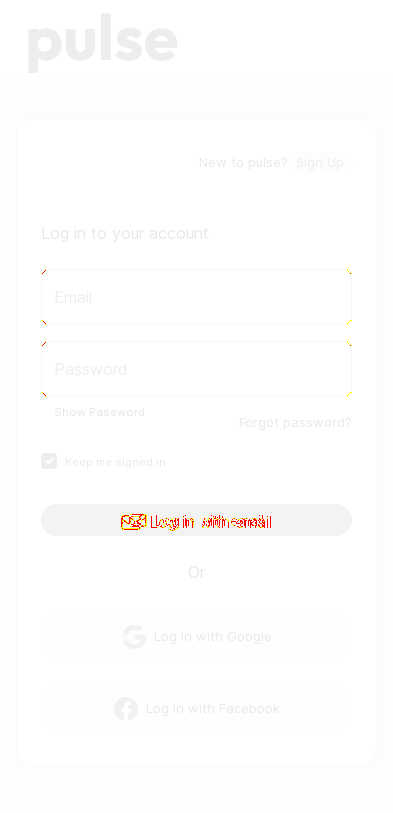 pulse
New to pulse? Sign Up
Log in to your account
Email
Password
Show Password
Forgot password?
Keep me signed in
Log in with email
Or
Log in with Google
Log in with Facebook